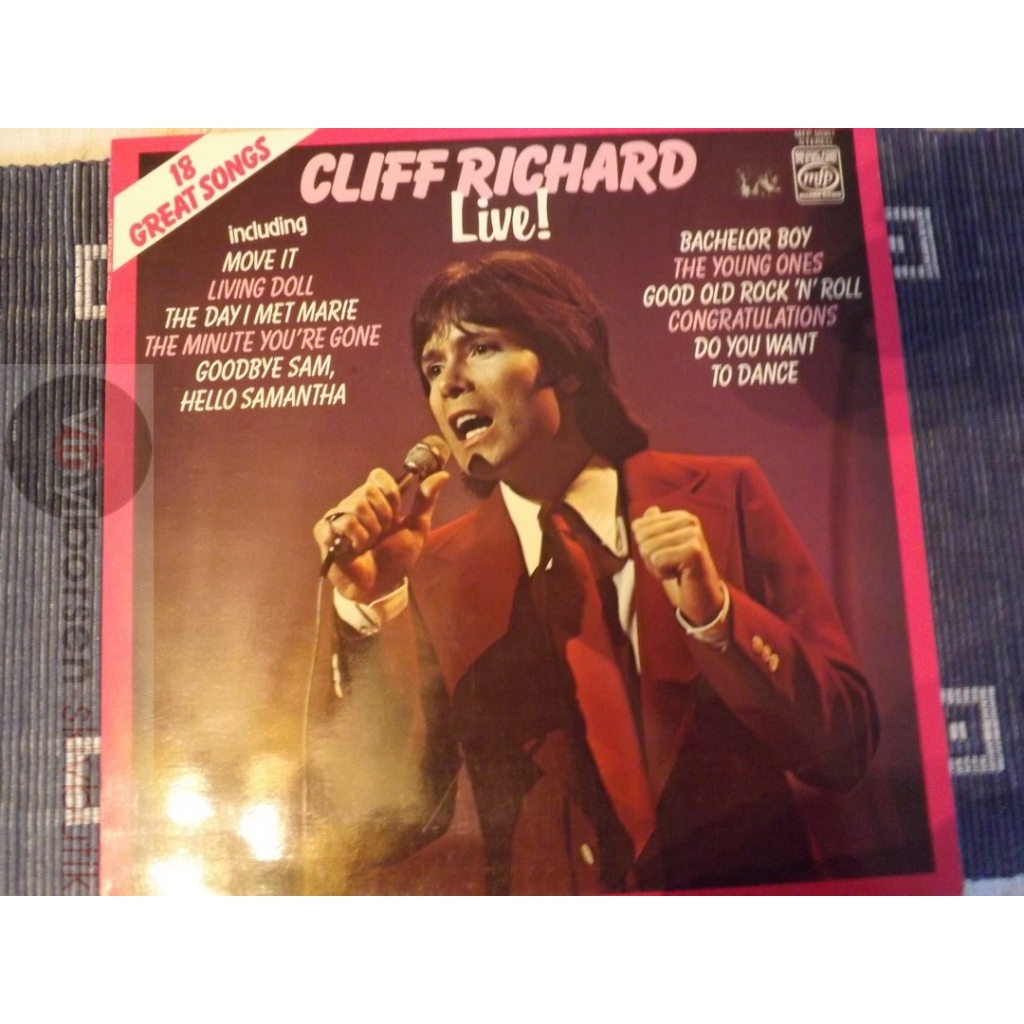 18
GREAT SONGS
CLIFF RICHARD
Live!
including
MOVE IT
LIVING DOLL
THE DAY I MET MARIE
THE MINUTE YOU'RE GONE
GOODBYE SAM,
HELLO SAMANTHA
STEREO
mfp
BACHELOR BOY
THE YOUNG ONES
GOOD OLD ROCK 'N' ROLL
CONGRATULATIONS
DO YOU WANT
TO DANCE